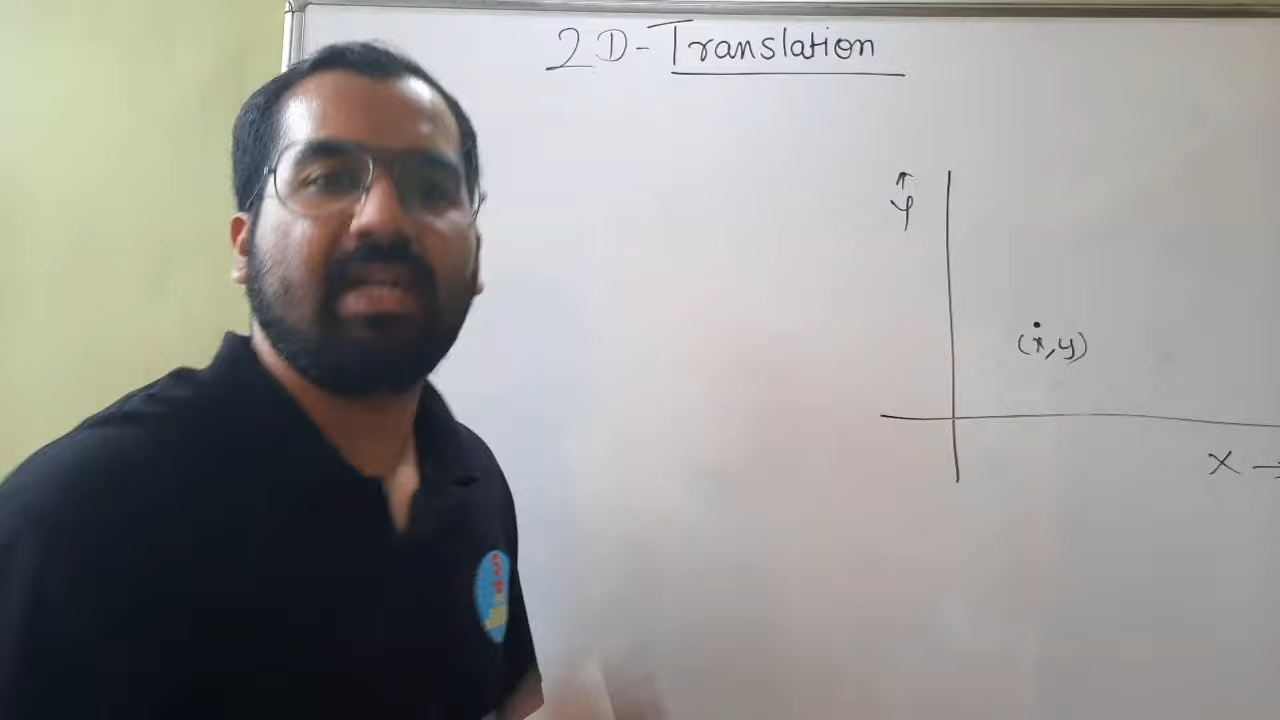 2D-Translation
y
(x,y)
X